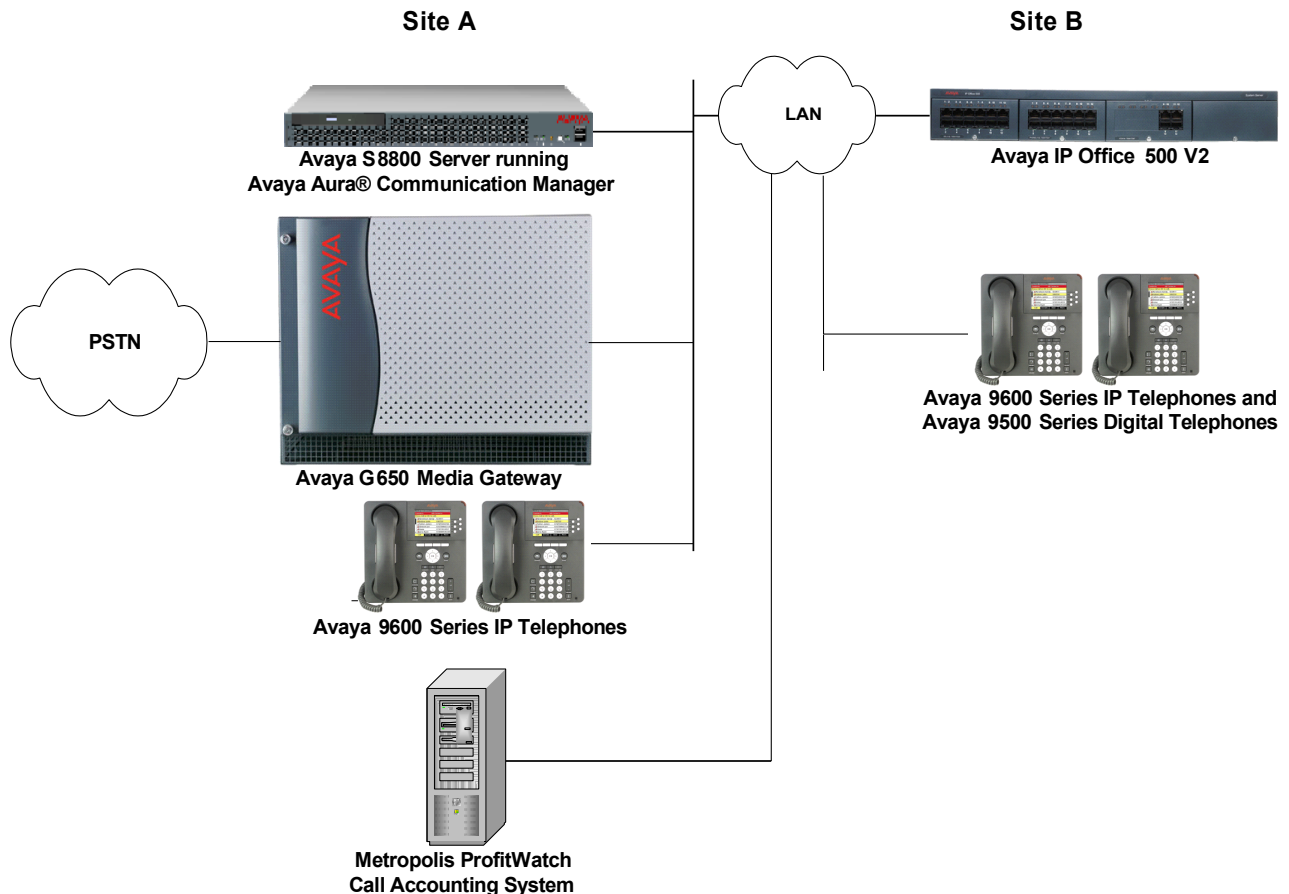 Site A
Site B
LAN
AVAYA
Avaya S8800 Server running
Avaya Aura® Communication Manager
Avaya IP Office 500 V2
AVAYA
PSTN
Avaya G650 Media Gateway
Avaya 9600 Series IP Telephones and
Avaya 9500 Series Digital Telephones
Avaya 9600 Series IP Telephones
Metropolis ProfitWatch
Call Accounting System